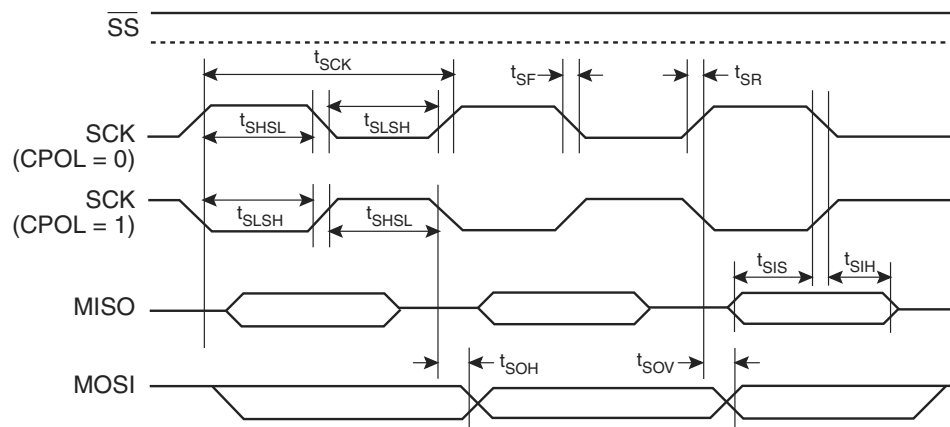 SS
tSCK
tSF
tSR
SCK
(CPOL = 0)
tSHSL
tSLSH
SCK
(CPOL = 1)
tSLSH
tSHSL
tSIS
tSIH
MISO
tSOH
tSOV
MOSI